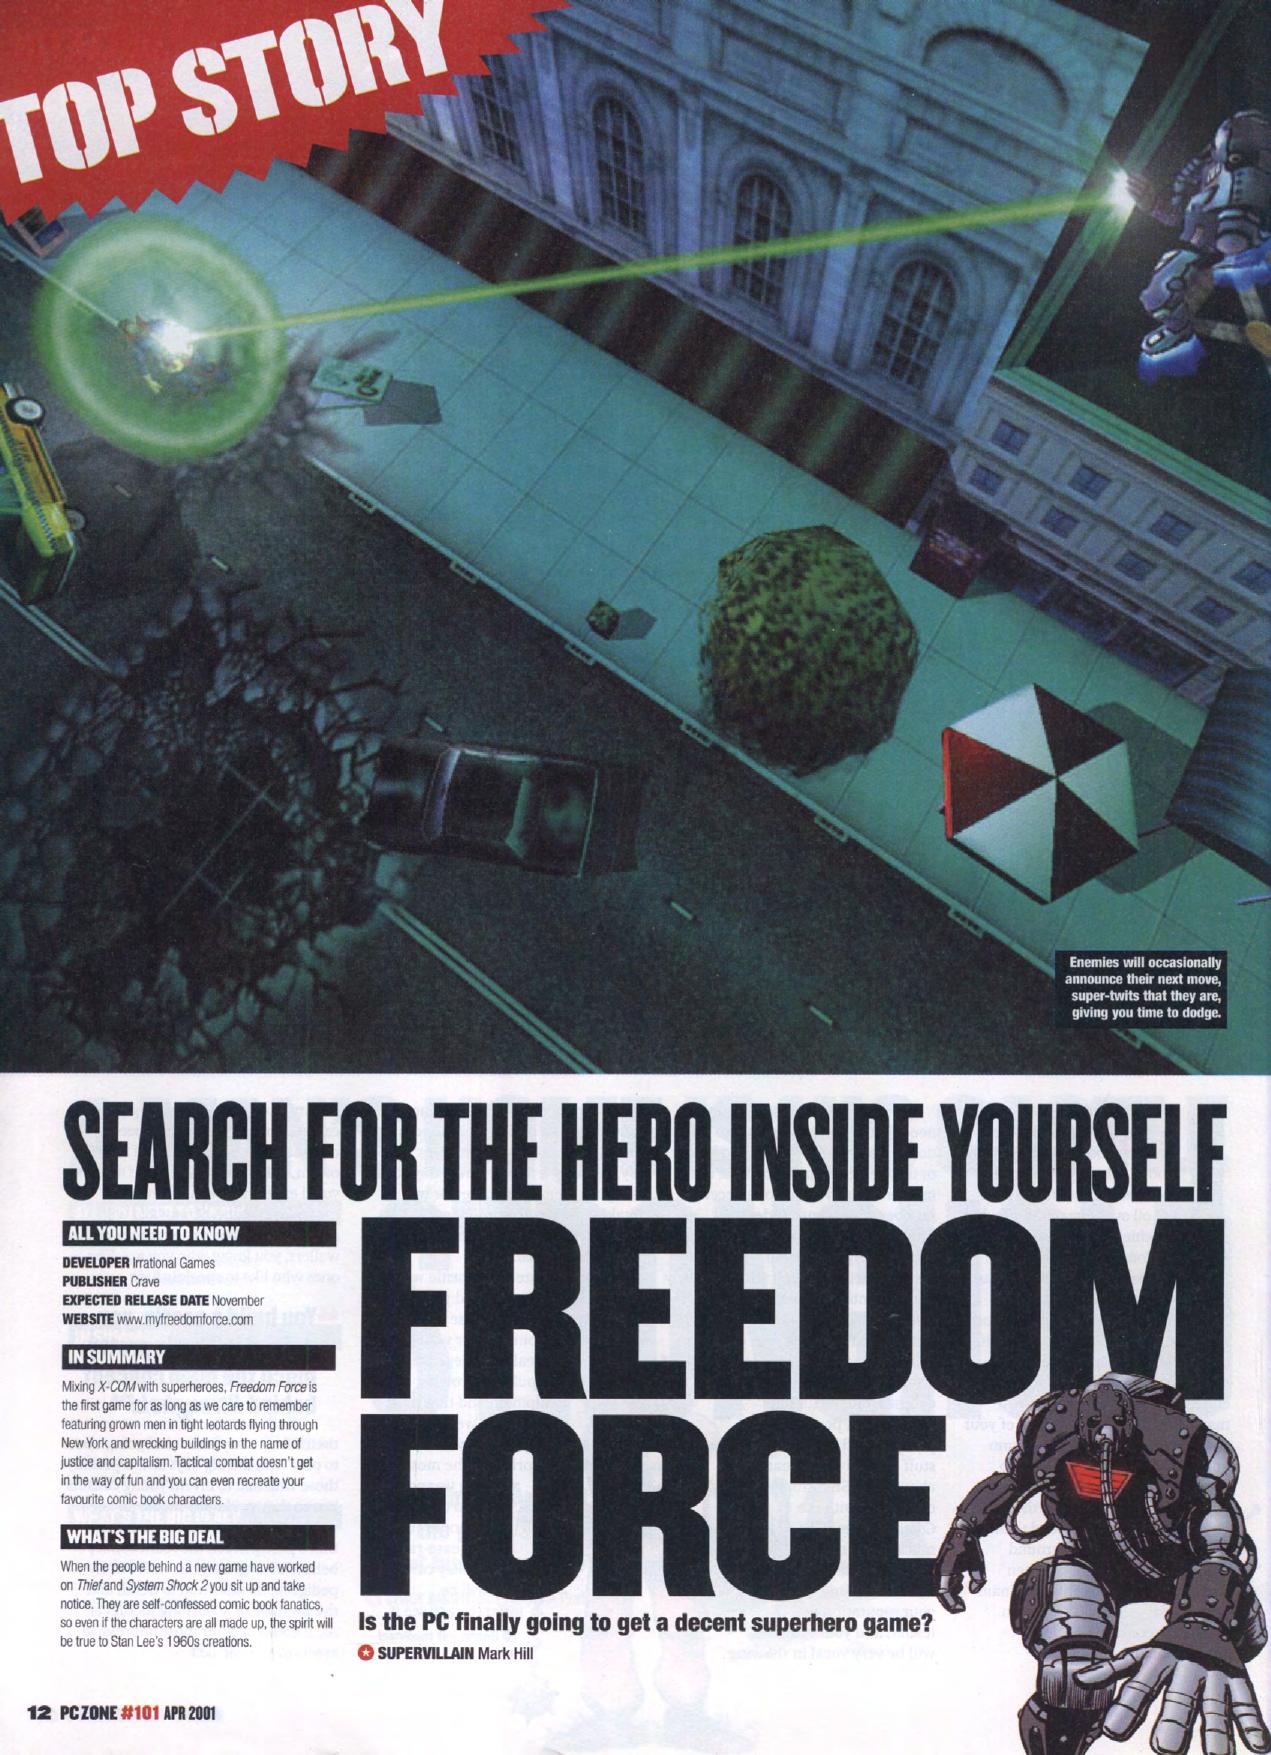 TOP STORY
Enemies will occasionally
announce their next move,
super-twits that they are,
giving you time to dodge.
SEARCH FOR THE HERO INSIDE YOURSELF
FREEDOM
FORCE
ALL YOU NEED TO KNOW
DEVELOPER Irrational Games
PUBLISHER Crave
EXPECTED RELEASE DATE November
WEBSITE www.myfreedomforce.com
IN SUMMARY
Mixing X-COM with superheroes, Freedom Force is
the first game for as long as we care to remember
featuring grown men in tight leotards flying through
New York and wrecking buildings in the name of
justice and capitalism. Tactical combat doesn't get
in the way of fun and you can even recreate your
favourite comic book characters.
WHAT'S THE BIG DEAL
When the people behind a new game have worked
on Thief and System Shock 2 you sit up and take
notice. They are self-confessed comic book fanatics,
so even if the characters are all made up, the spirit will
be true to Stan Lee's 1960s creations.
Is the PC finally going to get a decent superhero game?
SUPERVILLAIN Mark Hill
12 PC ZONE #101 APR 2001